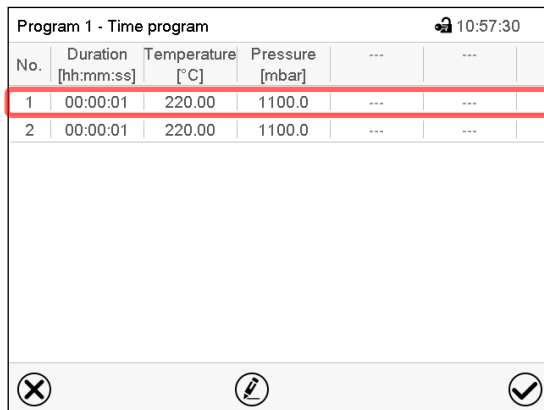 Program 1 - Time program 10:57:30
No. Duration [hh:mm:ss] Temperature [°C] Pressure [mbar] --- ---
1 00:00:01 220.00 1100.0 --- ---
2 00:00:01 220.00 1100.0 --- ---